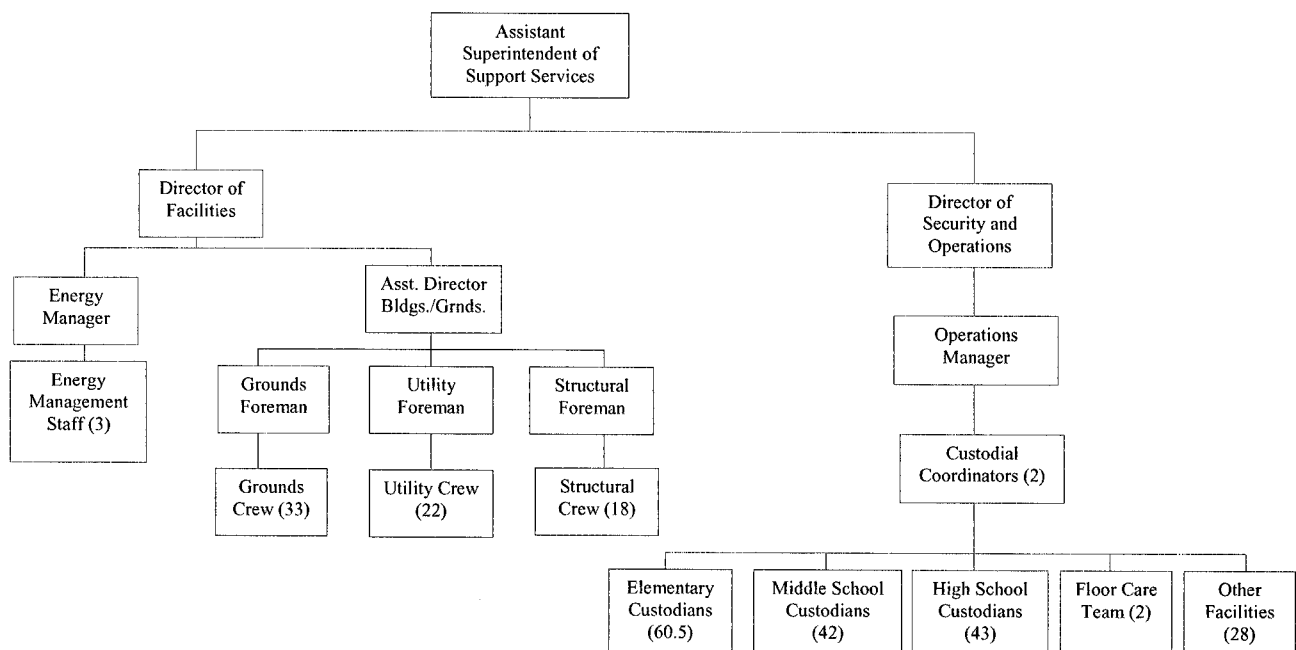 Assistant
Superintendent of
Support Services
Director of
Facilities
Director of
Security and
Operations
Energy
Manager
Asst. Director
Bldgs./Grnds.
Operations
Manager
Energy
Management
Staff (3)
Grounds
Foreman
Utility
Foreman
Structural
Foreman
Custodial
Coordinators (2)
Grounds
Crew (33)
Utility Crew
(22)
Structural
Crew (18)
Elementary
Custodians
(60.5)
Middle School
Custodians
(42)
High School
Custodians
(43)
Floor Care
Team (2)
Other
Facilities
(28)